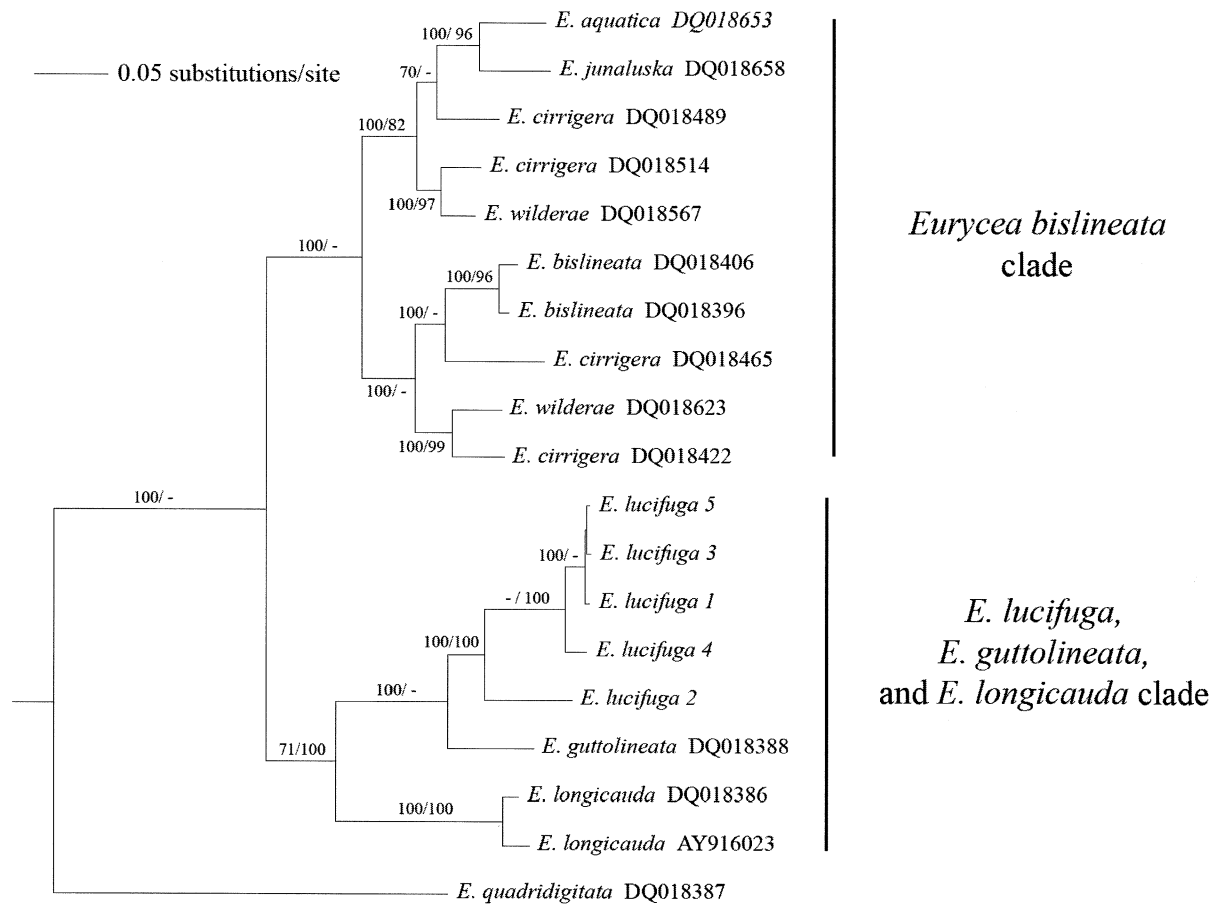 0.05 substitutions/site
100/ 96
E. aquatica DQ018653
70/ -
E. junaluska DQ018658
100/82
E. cirrigera DQ018489
E. cirrigera DQ018514
100/97
E. wilderae DQ018567
100/ -
E. bislineata DQ018406
100/96
E. bislineata DQ018396
100/ -
E. cirrigera DQ018465
100/ -
E. wilderae DQ018623
100/99
E. cirrigera DQ018422
Eurycea bislineata
clade
100/ -
E. lucifuga 5
100/ -
E. lucifuga 3
- / 100
E. lucifuga 1
100/100
E. lucifuga 4
100/ -
E. lucifuga 2
E. guttolineata DQ018388
71/100
E. longicauda DQ018386
100/100
E. longicauda AY916023
E. lucifuga,
E. guttolineata,
and E. longicauda clade
E. quadridigitata DQ018387